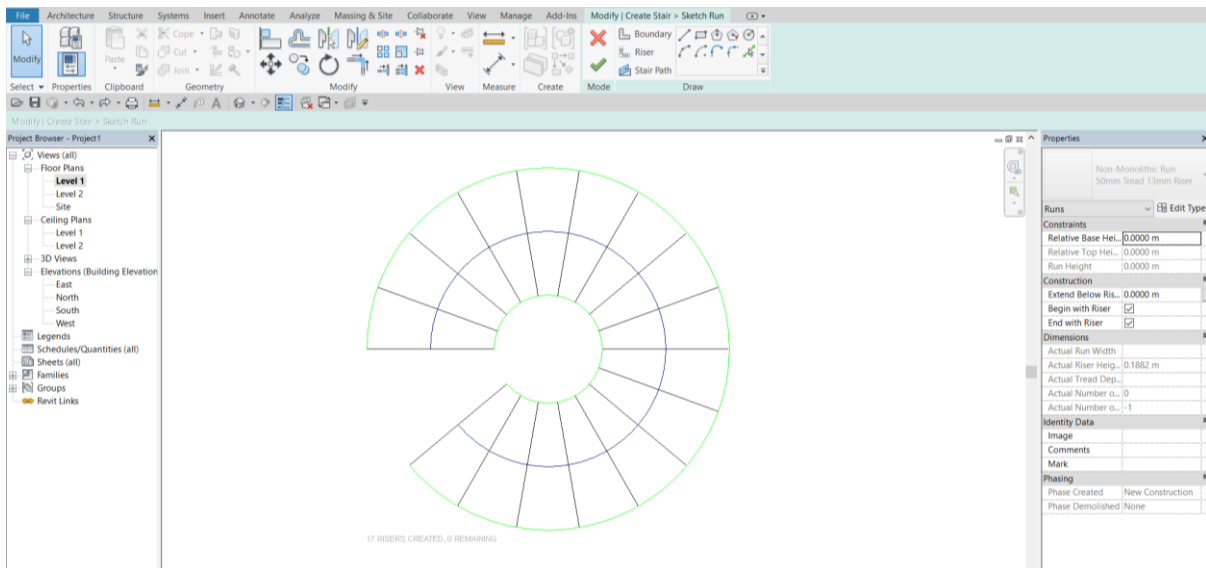 File Architecture Structure Systems Insert Annotate Analyze Massing & Site Collaborate View Manage Add-Ins Modify | Create Stair > Sketch Run
Modify
Paste
Cope
Cut
Join
Boundary
Riser
Stair Path
Select Properties Clipboard Geometry Modify View Measure Create Mode Draw
Modify | Create Stair > Sketch Run
Project Browser - Project1
Views (all)
Floor Plans
Level 1
Level 2
Site
Ceiling Plans
Level 1
Level 2
3D Views
Elevations (Building Elevation
East
North
South
West
Legends
Schedules/Quantities (all)
Sheets (all)
Families
Groups
Revit Links
17 RISERS CREATED, 0 REMAINING
Properties
Non-Monolithic Run
50mm Tread 13mm Riser
Runs Edit Type
Constraints
Relative Base Hei... 0.0000 m
Relative Top Hei... 0.0000 m
Run Height 0.0000 m
Construction
Extend Below Ris... 0.0000 m
Begin with Riser
End with Riser
Dimensions
Actual Run Width
Actual Riser Heig... 0.1882 m
Actual Tread Dep...
Actual Number o... 0
Actual Number o... -1
Identity Data
Image
Comments
Mark
Phasing
Phase Created New Construction
Phase Demolished None